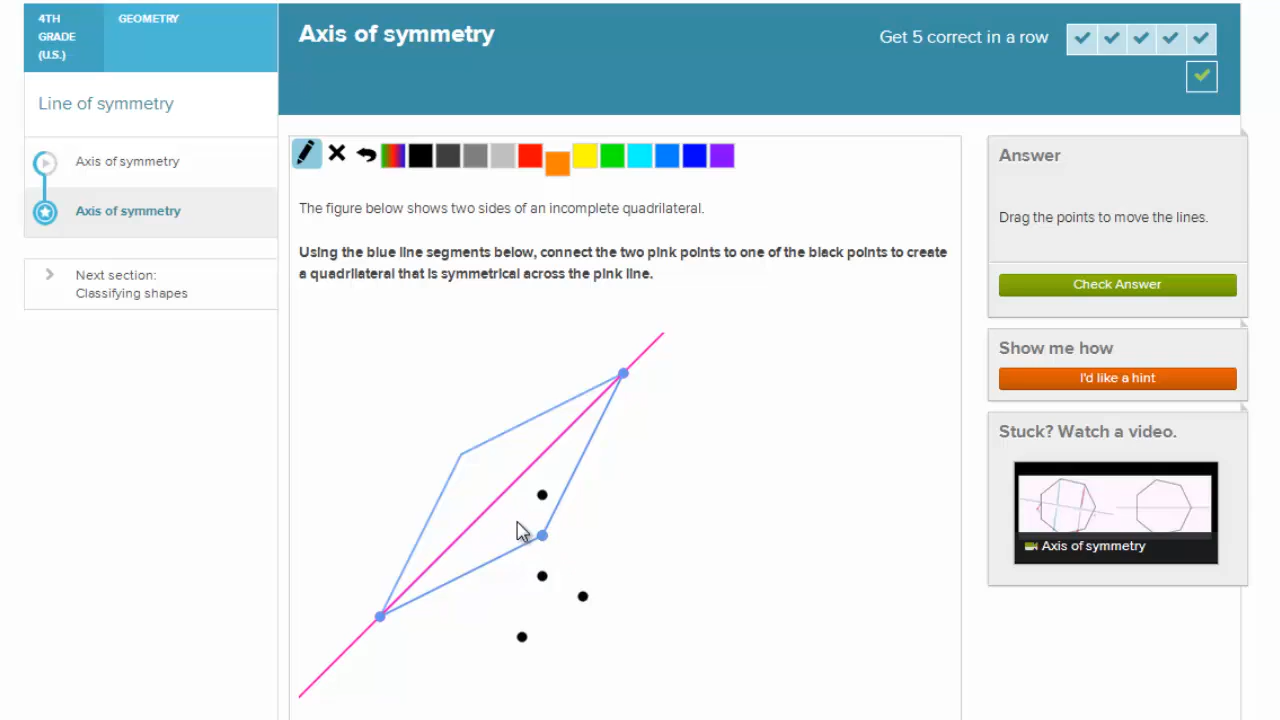 4TH
GRADE
(U.S.)
GEOMETRY
Line of symmetry
Axis of symmetry
Axis of symmetry
Next section:
Classifying shapes
Axis of symmetry
Get 5 correct in a row
The figure below shows two sides of an incomplete quadrilateral.
Using the blue line segments below, connect the two pink points to one of the black points to create
a quadrilateral that is symmetrical across the pink line.
Answer
Drag the points to move the lines.
Check Answer
Show me how
I'd like a hint
Stuck? Watch a video.
Axis of symmetry